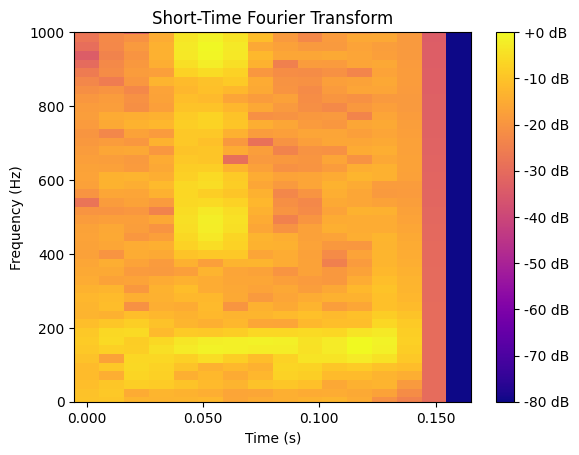 Short-Time Fourier Transform
1000
800
600
400
200
0
Frequency (Hz)
0.000
0.050
0.100
0.150
Time (s)
+0 dB
-10 dB
-20 dB
-30 dB
-40 dB
-50 dB
-60 dB
-70 dB
-80 dB